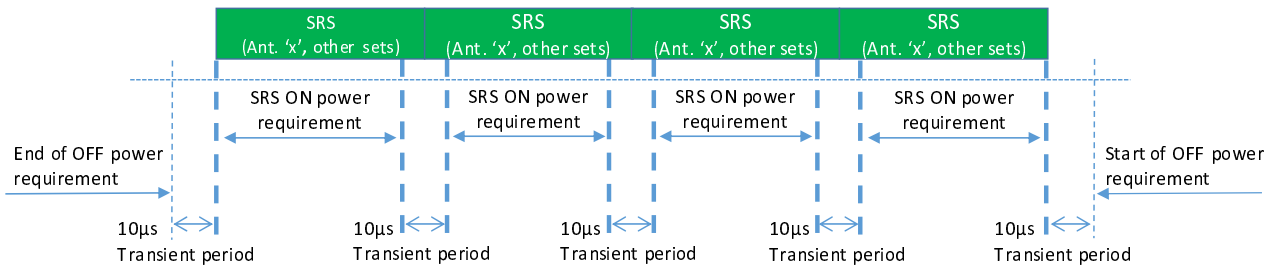 SRS
(Ant. ‘x’, other sets)
SRS
(Ant. ‘x’, other sets)
SRS
(Ant. ‘x’, other sets)
SRS
(Ant. ‘x’, other sets)
SRS ON power
requirement
SRS ON power
requirement
SRS ON power
requirement
SRS ON power
requirement
End of OFF power
requirement
Start of OFF power
requirement
10µs
Transient period
10µs
Transient period
10µs
Transient period
10µs
Transient period
10µs
Transient period